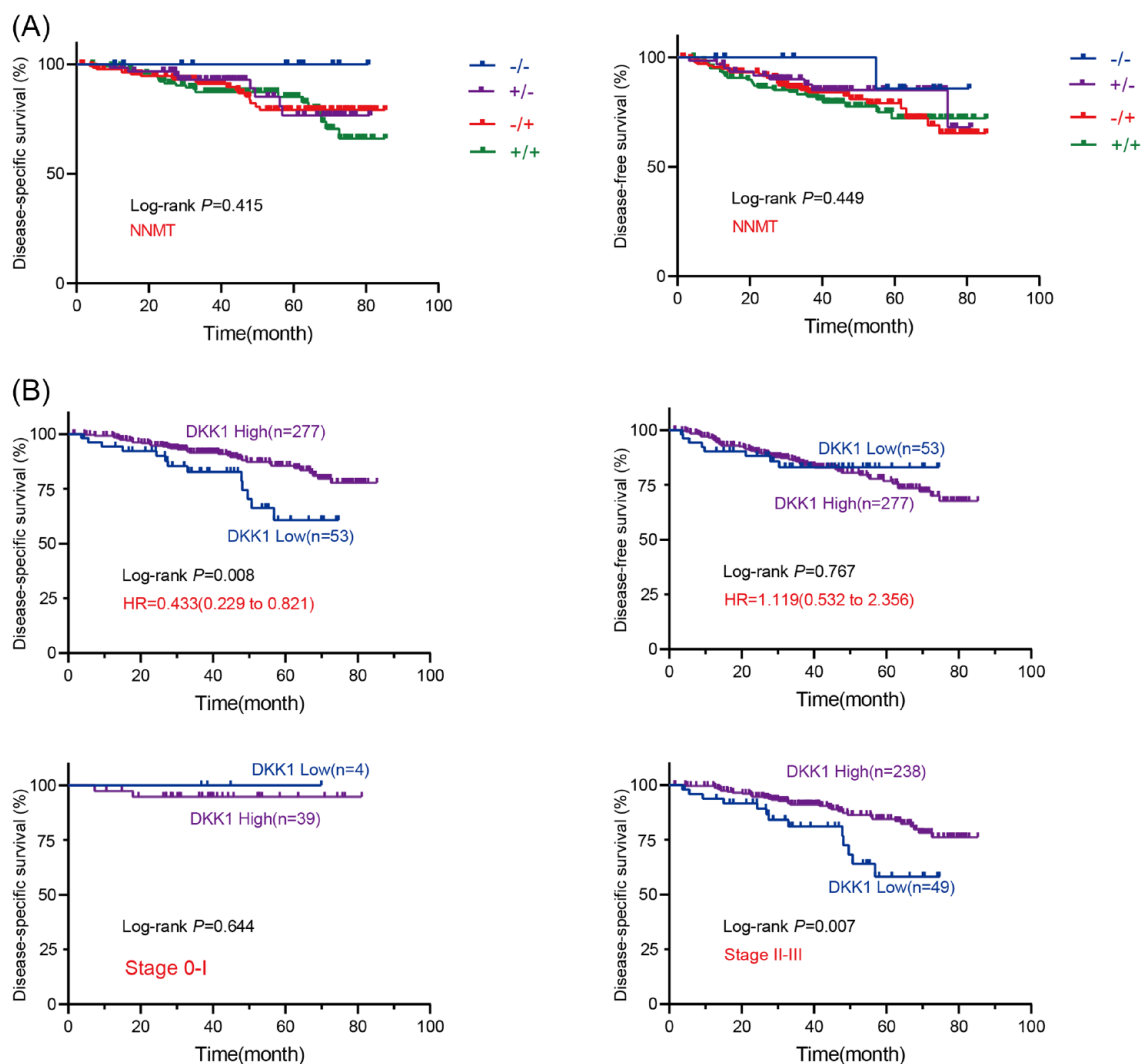 (A)
Disease-specific survival (%)
100
50
0
0 20 40 60 80 100
Time(month)
Log-rank P=0.415
NNMT
-/-
+/-
-/+
+/+
Disease-free survival (%)
100
50
0
0 20 40 60 80 100
Time(month)
Log-rank P=0.449
NNMT
-/-
+/-
-/+
+/+
(B)
Disease-specific survival (%)
100
75
50
25
0
0 20 40 60 80 100
Time(month)
DKK1 High(n=277)
DKK1 Low(n=53)
Log-rank P=0.008
HR=0.433(0.229 to 0.821)
Disease-free survival (%)
100
75
50
25
0
0 20 40 60 80 100
Time(month)
DKK1 Low(n=53)
DKK1 High(n=277)
Log-rank P=0.767
HR=1.119(0.532 to 2.356)
Disease-specific survival (%)
100
75
50
25
0
0 20 40 60 80 100
Time(month)
DKK1 Low(n=4)
DKK1 High(n=39)
Log-rank P=0.644
Stage 0-I
Disease-specific survival (%)
100
75
50
25
0
0 20 40 60 80 100
Time(month)
DKK1 High(n=238)
DKK1 Low(n=49)
Log-rank P=0.007
Stage II-III